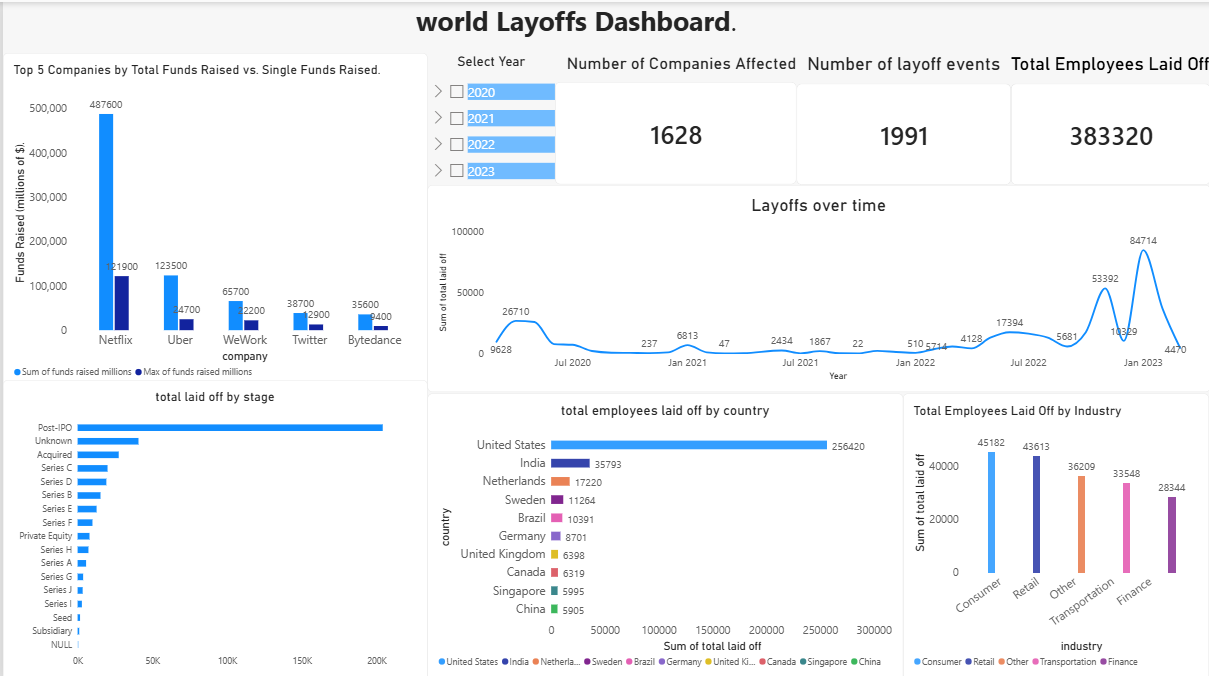 world Layoffs Dashboard.
Top 5 Companies by Total Funds Raised vs. Single Funds Raised.
Funds Raised (millions of $).
500,000
400,000
300,000
200,000
100,000
0
487600
121900
123500
24700
65700
22200
38700
12900
35600
9400
Netflix Uber WeWork Twitter Bytedance
company
Sum of funds raised millions Max of funds raised millions
Select Year
2020
2021
2022
2023
Number of Companies Affected
1628
Number of layoff events
1991
Total Employees Laid Off
383320
Layoffs over time
Sum of total laid off
100000
50000
0
9628
26710
237
6813
47
2434
1867
22
510
5714
4128
17394
5681
53392
10329
84714
4470
Jul 2020 Jan 2021 Jul 2021 Jan 2022 Jul 2022 Jan 2023
Year
total laid off by stage
Post-IPO
Unknown
Acquired
Series C
Series D
Series B
Series E
Series F
Private Equity
Series H
Series A
Series G
Series J
Series I
Seed
Subsidiary
NULL
0K 50K 100K 150K 200K
total employees laid off by country
country
United States 256420
India 35793
Netherlands 17220
Sweden 11264
Brazil 10391
Germany 8701
United Kingdom 6398
Canada 6319
Singapore 5995
China 5905
0 50000 100000 150000 200000 250000 300000
Sum of total laid off
United States India Netherla... Sweden Brazil Germany United Ki... Canada Singapore China
Total Employees Laid Off by Industry
Sum of total laid off
40000
20000
0
45182
43613
36209
33548
28344
Consumer Retail Other Transportation Finance
industry
Consumer Retail Other Transportation Finance